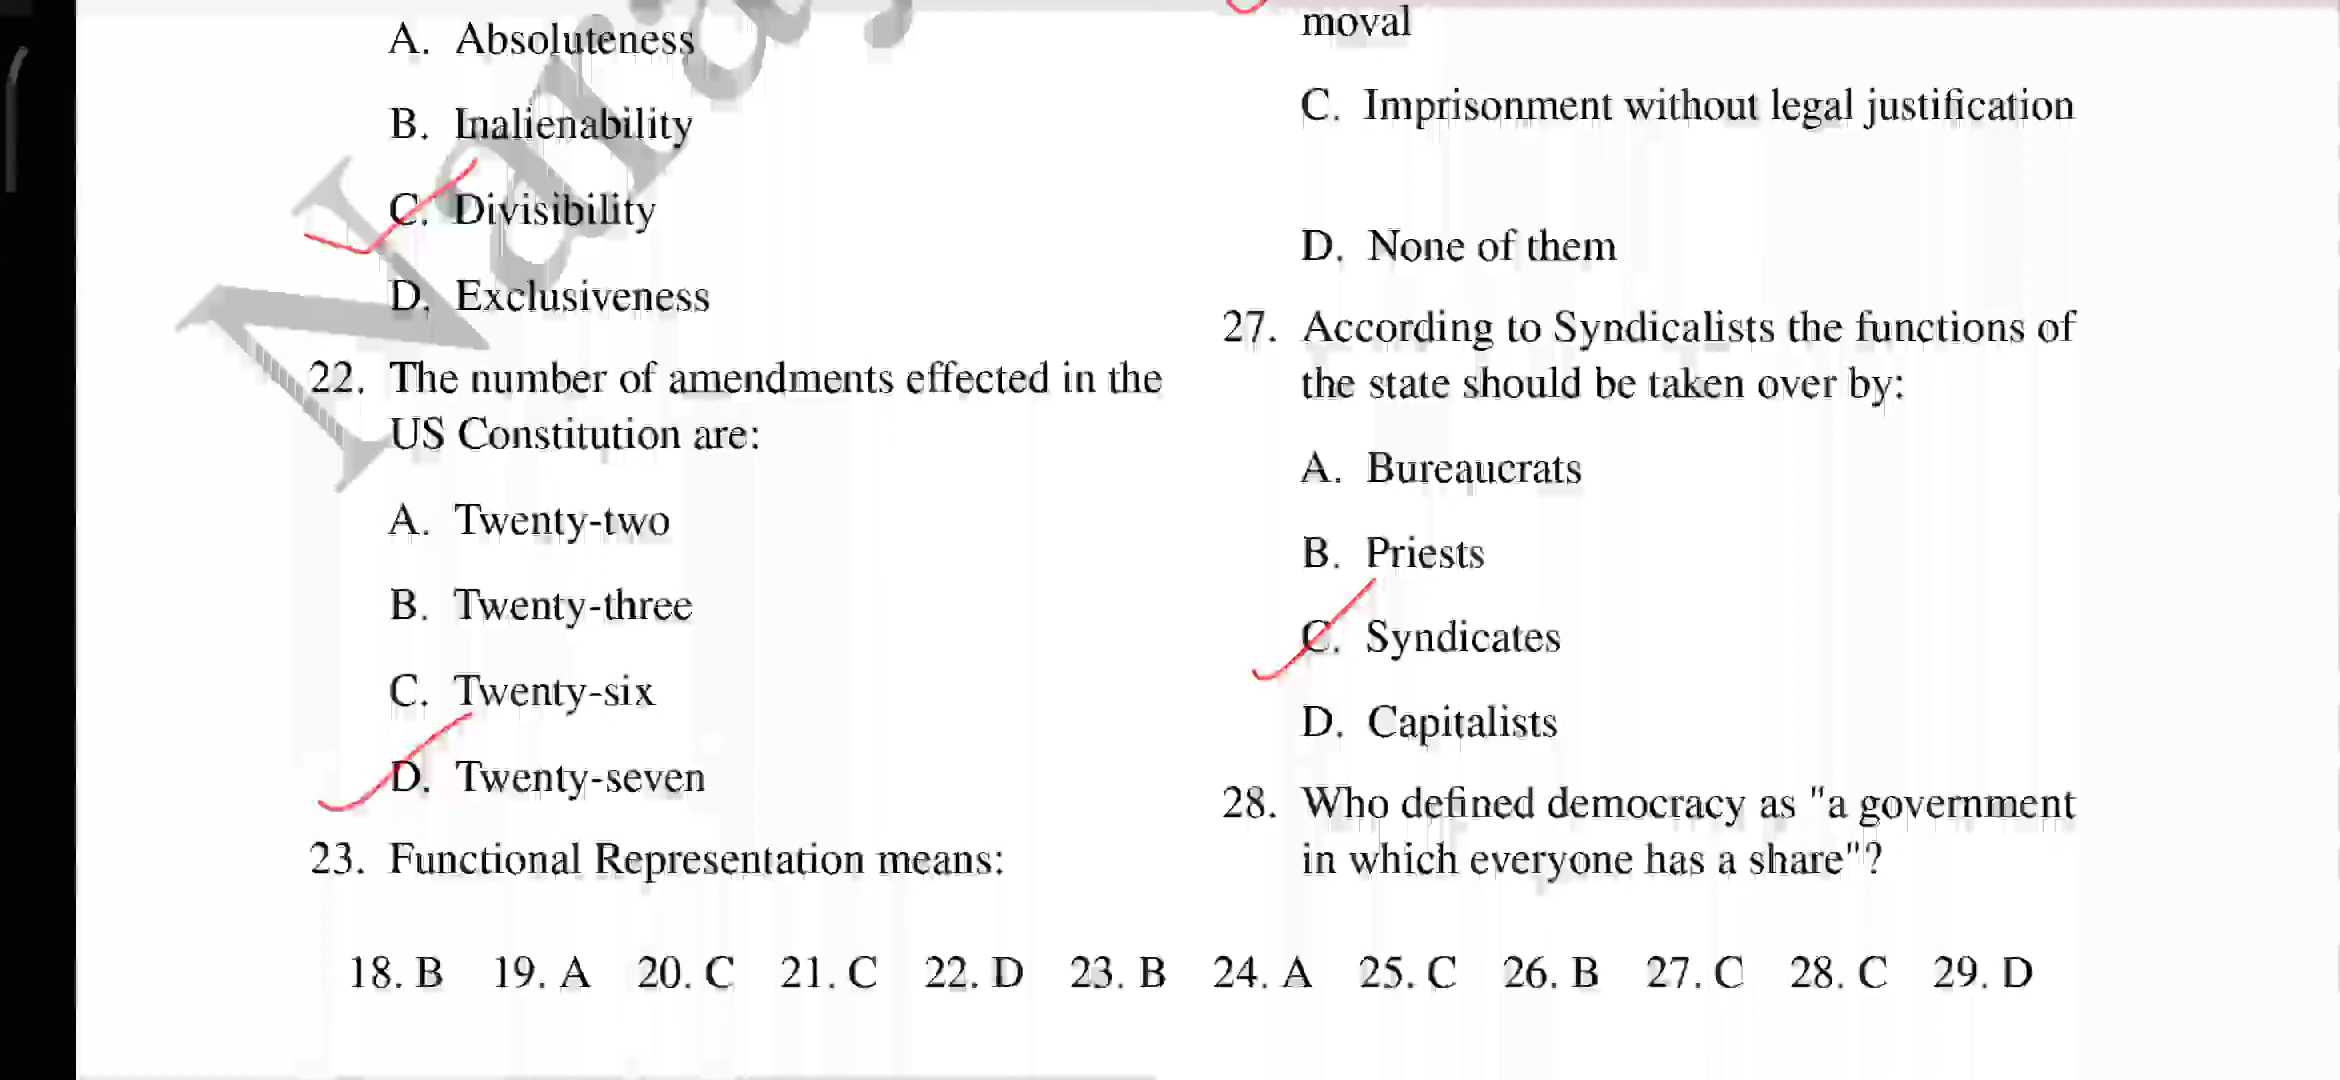 A. Absoluteness
B. Inalienability
C. Divisibility
D. Exclusiveness
22. The number of amendments effected in the
US Constitution are:
A. Twenty-two
B. Twenty-three
C. Twenty-six
D. Twenty-seven
23. Functional Representation means:
moval
C. Imprisonment without legal justification
D. None of them
27. According to Syndicalists the functions of
the state should be taken over by:
A. Bureaucrats
B. Priests
C. Syndicates
D. Capitalists
28. Who defined democracy as "a government
in which everyone has a share"?
18. B 19. A 20. C 21. C 22. D 23. B 24. A 25. C 26. B 27. C 28. C 29. D